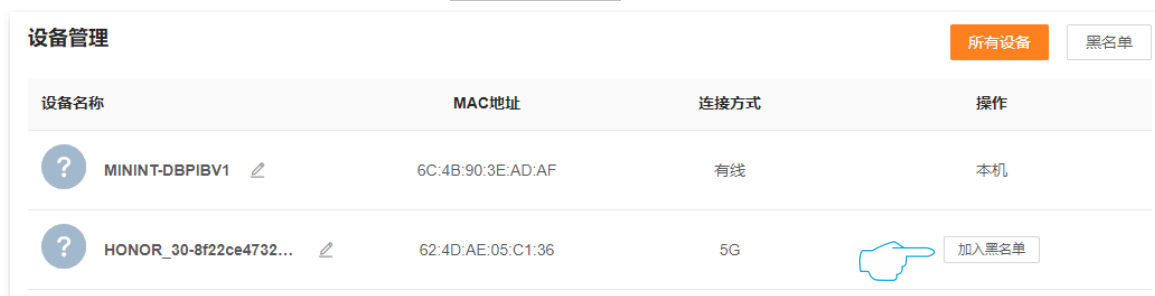 设备管理 所有设备 黑名单
设备名称 MAC地址 连接方式 操作
? MININT-DBPIBV1 6C:4B:90:3E:AD:AF 有线 本机
? HONOR_30-8f22ce4732... 62:4D:AE:05:C1:36 5G 加入黑名单